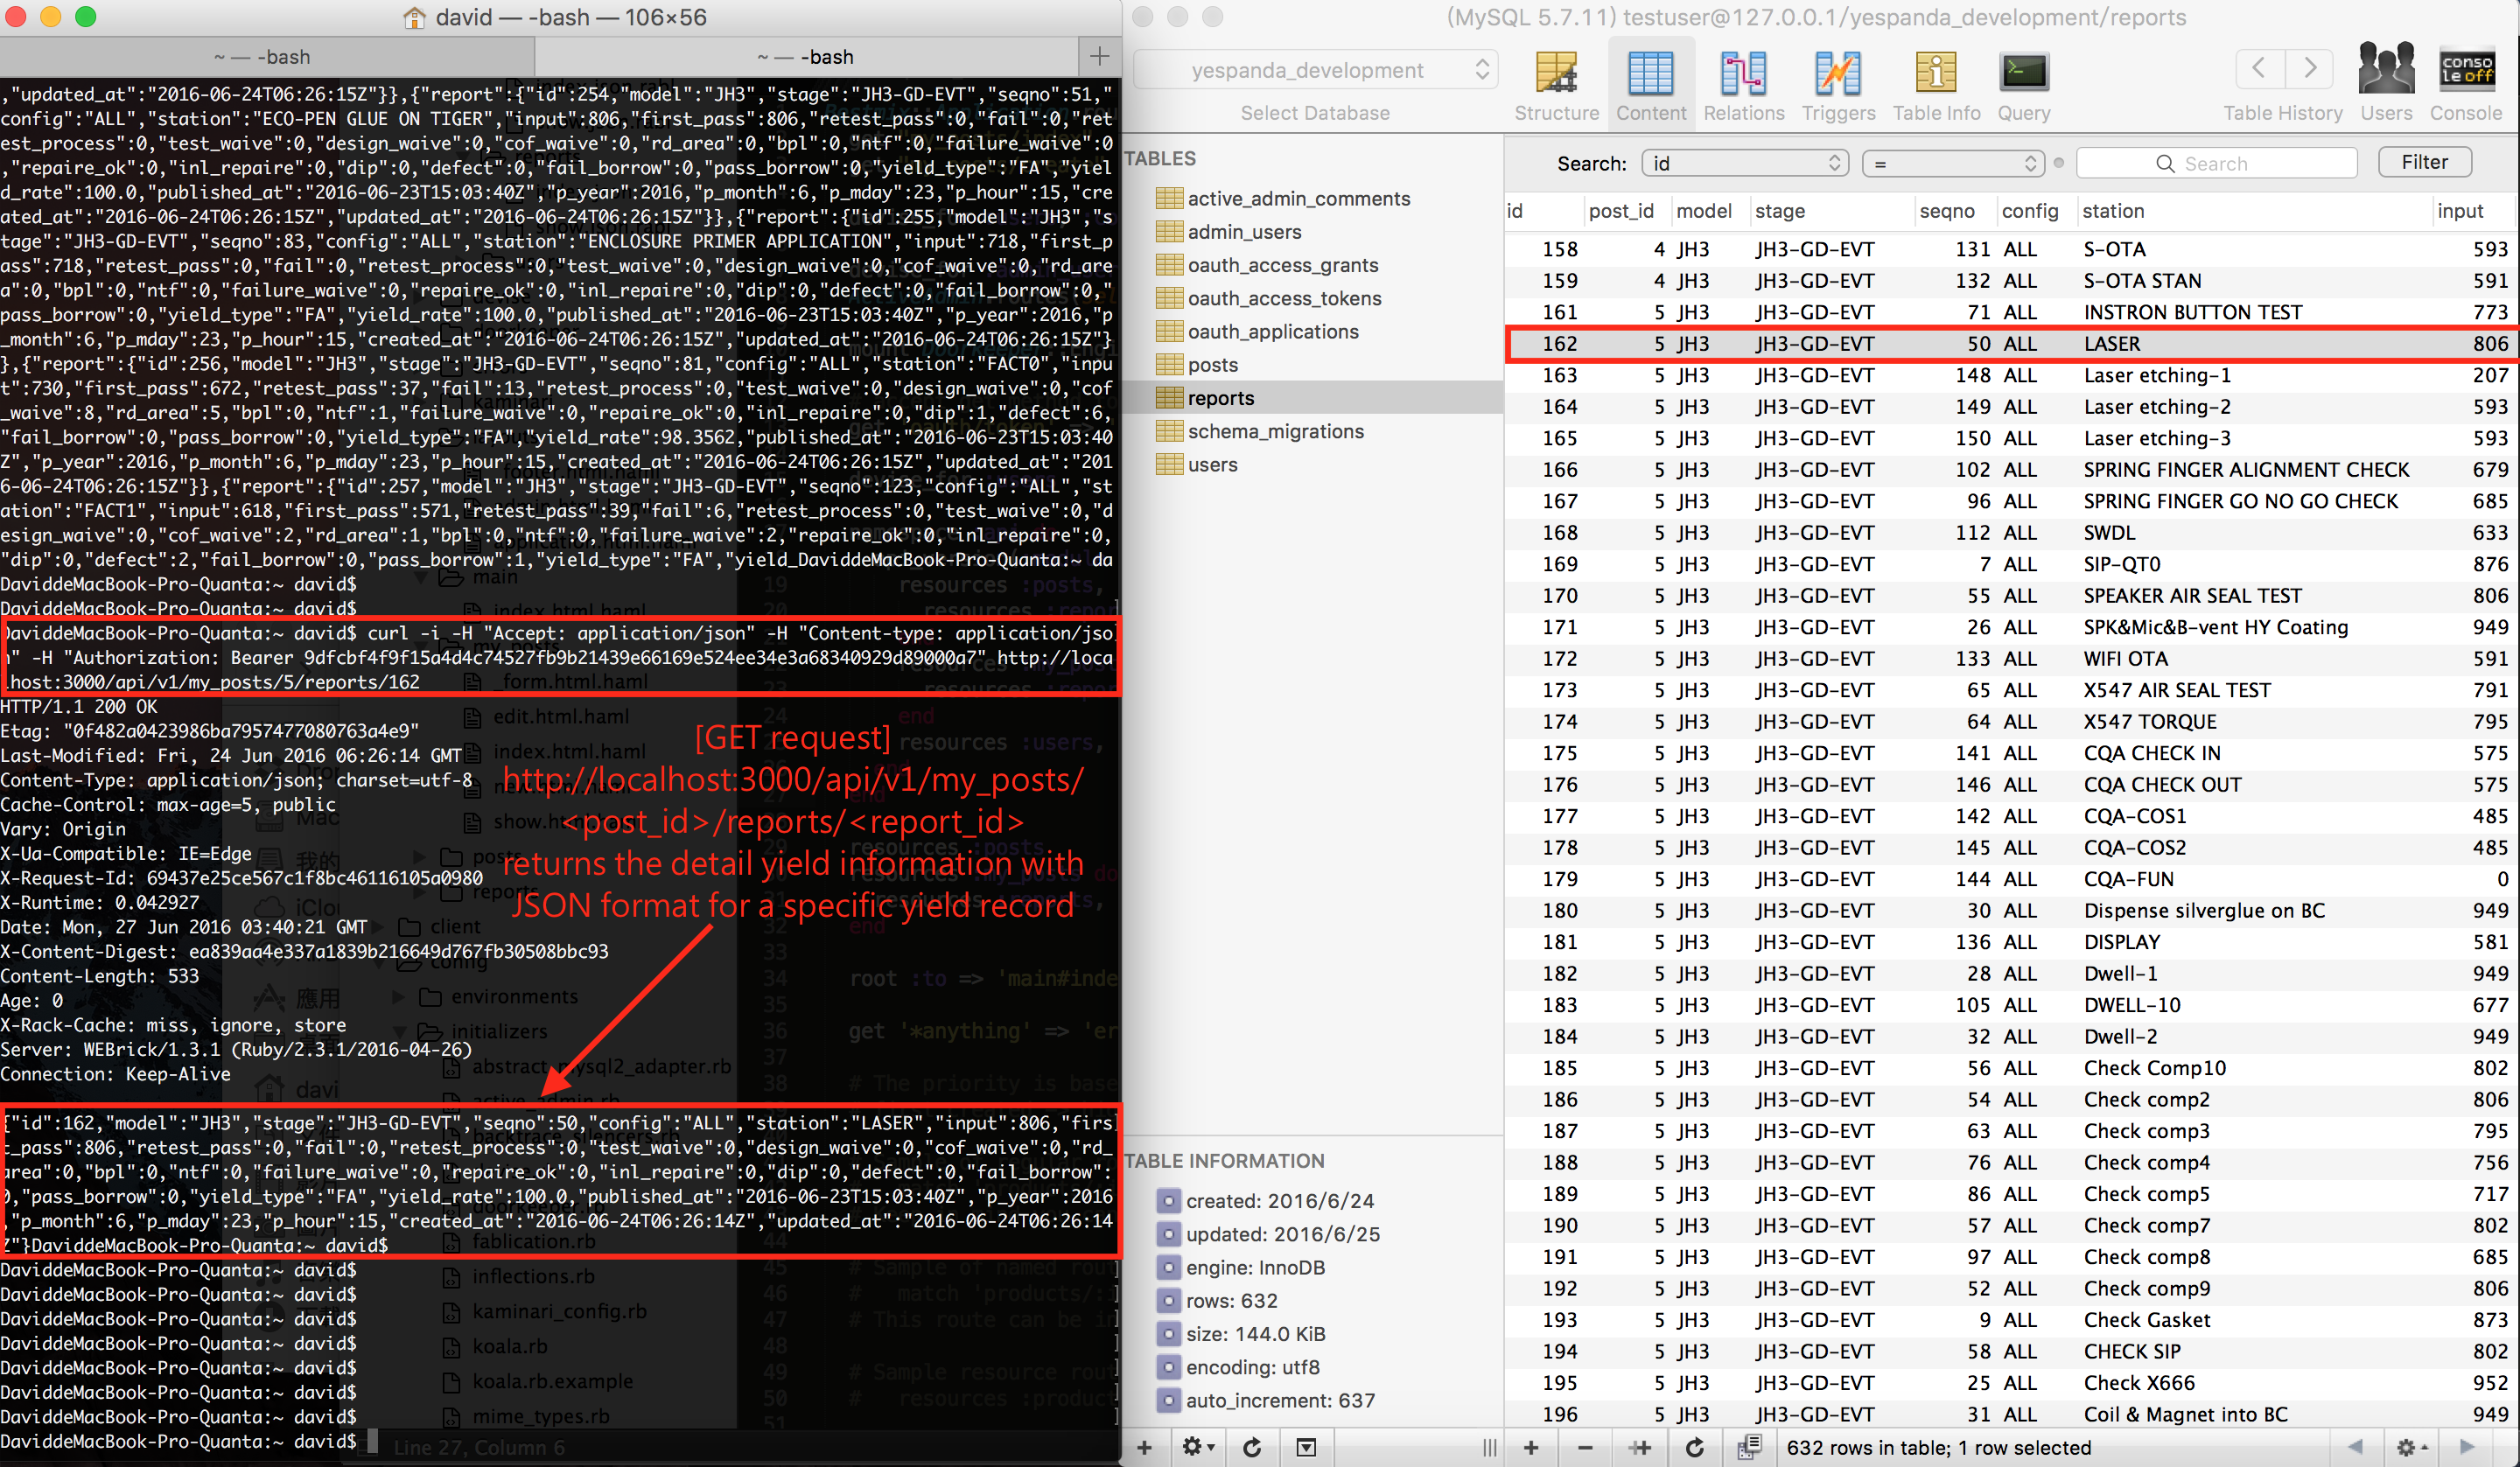 david — -bash — 106×56
~ — -bash
~ — -bash
,"updated_at":"2016-06-24T06:26:15Z"}},{"report":{"id":254,"model":"JH3","stage":"JH3-GD-EVT","seqno":51,"
config":"ALL","station":"ECO-PEN GLUE ON TIGER","input":806,"first_pass":806,"retest_pass":0,"fail":0,"ret
est_process":0,"test_waive":0,"design_waive":0,"cof_waive":0,"rd_area":0,"bpl":0,"ntf":0,"failure_waive":0
,"repaire_ok":0,"inl_repaire":0,"dip":0,"defect":0,"fail_borrow":0,"pass_borrow":0,"yield_type":"FA","yiel
d_rate":100.0,"published_at":"2016-06-23T15:03:40Z","p_year":2016,"p_month":6,"p_mday":23,"p_hour":15,"cre
ated_at":"2016-06-24T06:26:15Z","updated_at":"2016-06-24T06:26:15Z"}},{"report":{"id":255,"model":"JH3","s
tage":"JH3-GD-EVT","seqno":83,"config":"ALL","station":"ENCLOSURE PRIMER APPLICATION","input":718,"first_p
ass":718,"retest_pass":0,"fail":0,"retest_process":0,"test_waive":0,"design_waive":0,"cof_waive":0,"rd_are
a":0,"bpl":0,"ntf":0,"failure_waive":0,"repaire_ok":0,"inl_repaire":0,"dip":0,"defect":0,"fail_borrow":0,"
pass_borrow":0,"yield_type":"FA","yield_rate":100.0,"published_at":"2016-06-23T15:03:40Z","p_year":2016,"p
_month":6,"p_mday":23,"p_hour":15,"created_at":"2016-06-24T06:26:15Z","updated_at":"2016-06-24T06:26:15Z"}
},{"report":{"id":256,"model":"JH3","stage":"JH3-GD-EVT","seqno":81,"config":"ALL","station":"FACT0","inpu
t":730,"first_pass":672,"retest_pass":37,"fail":13,"retest_process":0,"test_waive":0,"design_waive":0,"cof
_waive":8,"rd_area":5,"bpl":0,"ntf":1,"failure_waive":0,"repaire_ok":0,"inl_repaire":0,"dip":1,"defect":6,
"fail_borrow":0,"pass_borrow":0,"yield_type":"FA","yield_rate":98.3562,"published_at":"2016-06-23T15:03:40
Z","p_year":2016,"p_month":6,"p_mday":23,"p_hour":15,"created_at":"2016-06-24T06:26:15Z","updated_at":"201
6-06-24T06:26:15Z"}},{"report":{"id":257,"model":"JH3","stage":"JH3-GD-EVT","seqno":123,"config":"ALL","st
ation":"FACT1","input":618,"first_pass":571,"retest_pass":39,"fail":6,"retest_process":0,"test_waive":0,"d
esign_waive":0,"cof_waive":2,"rd_area":1,"bpl":0,"ntf":0,"failure_waive":2,"repaire_ok":0,"inl_repaire":0,
"dip":0,"defect":2,"fail_borrow":0,"pass_borrow":1,"yield_type":"FA","yield_DaviddeMacBook-Pro-Quanta:~ da
DaviddeMacBook-Pro-Quanta:~ david$
DaviddeMacBook-Pro-Quanta:~ david$
DaviddeMacBook-Pro-Quanta:~ david$ curl -i -H "Accept: application/json" -H "Content-type: application/jso
n" -H "Authorization: Bearer 9dfcbf4f9f15a4d4c74527fb9b21439e66169e524ee34e3a68340929d89000a7" http://loca
lhost:3000/api/v1/my_posts/5/reports/162
HTTP/1.1 200 OK
Etag: "0f482a0423986ba7957477080763a4e9"
Last-Modified: Fri, 24 Jun 2016 06:26:14 GMT
Content-Type: application/json; charset=utf-8
Cache-Control: max-age=5, public
Vary: Origin
X-Ua-Compatible: IE=Edge
X-Request-Id: 69437e25ce567c1f8bc46116105a0980
X-Runtime: 0.042927
Date: Mon, 27 Jun 2016 03:40:21 GMT
X-Content-Digest: ea839aa4e337a1839b216649d767fb30508bbc93
Content-Length: 533
Age: 0
X-Rack-Cache: miss, ignore, store
Server: WEBrick/1.3.1 (Ruby/2.3.1/2016-04-26)
Connection: Keep-Alive
[GET request]
http://localhost:3000/api/v1/my_posts/
<post_id>/reports/<report_id>
returns the detail yield information with
JSON format for a specific yield record
{"id":162,"model":"JH3","stage":"JH3-GD-EVT","seqno":50,"config":"ALL","station":"LASER","input":806,"firs
t_pass":806,"retest_pass":0,"fail":0,"retest_process":0,"test_waive":0,"design_waive":0,"cof_waive":0,"rd_
area":0,"bpl":0,"ntf":0,"failure_waive":0,"repaire_ok":0,"inl_repaire":0,"dip":0,"defect":0,"fail_borrow":
0,"pass_borrow":0,"yield_type":"FA","yield_rate":100.0,"published_at":"2016-06-23T15:03:40Z","p_year":2016
,"p_month":6,"p_mday":23,"p_hour":15,"created_at":"2016-06-24T06:26:14Z","updated_at":"2016-06-24T06:26:14
Z"}DaviddeMacBook-Pro-Quanta:~ david$
DaviddeMacBook-Pro-Quanta:~ david$
DaviddeMacBook-Pro-Quanta:~ david$
DaviddeMacBook-Pro-Quanta:~ david$
DaviddeMacBook-Pro-Quanta:~ david$
DaviddeMacBook-Pro-Quanta:~ david$
DaviddeMacBook-Pro-Quanta:~ david$
DaviddeMacBook-Pro-Quanta:~ david$
DaviddeMacBook-Pro-Quanta:~ david$
Line 27, Column 6
(MySQL 5.7.11) testuser@127.0.0.1/yespanda_development/reports
yespanda_development
Select Database
Structure Content Relations Triggers Table Info Query
Table History Users Console
conso
le off
TABLES
active_admin_comments
admin_users
oauth_access_grants
oauth_access_tokens
oauth_applications
posts
reports
schema_migrations
users
TABLE INFORMATION
created: 2016/6/24
updated: 2016/6/25
engine: InnoDB
rows: 632
size: 144.0 KiB
encoding: utf8
auto_increment: 637
Search: id = Search Filter
id post_id model stage seqno config station input
158 4 JH3 JH3-GD-EVT 131 ALL S-OTA 593
159 4 JH3 JH3-GD-EVT 132 ALL S-OTA STAN 591
161 5 JH3 JH3-GD-EVT 71 ALL INSTRON BUTTON TEST 773
162 5 JH3 JH3-GD-EVT 50 ALL LASER 806
163 5 JH3 JH3-GD-EVT 148 ALL Laser etching-1 207
164 5 JH3 JH3-GD-EVT 149 ALL Laser etching-2 593
165 5 JH3 JH3-GD-EVT 150 ALL Laser etching-3 593
166 5 JH3 JH3-GD-EVT 102 ALL SPRING FINGER ALIGNMENT CHECK 679
167 5 JH3 JH3-GD-EVT 96 ALL SPRING FINGER GO NO GO CHECK 685
168 5 JH3 JH3-GD-EVT 112 ALL SWDL 633
169 5 JH3 JH3-GD-EVT 7 ALL SIP-QT0 876
170 5 JH3 JH3-GD-EVT 55 ALL SPEAKER AIR SEAL TEST 806
171 5 JH3 JH3-GD-EVT 26 ALL SPK&Mic&B-vent HY Coating 949
172 5 JH3 JH3-GD-EVT 133 ALL WIFI OTA 591
173 5 JH3 JH3-GD-EVT 65 ALL X547 AIR SEAL TEST 791
174 5 JH3 JH3-GD-EVT 64 ALL X547 TORQUE 795
175 5 JH3 JH3-GD-EVT 141 ALL CQA CHECK IN 575
176 5 JH3 JH3-GD-EVT 146 ALL CQA CHECK OUT 575
177 5 JH3 JH3-GD-EVT 142 ALL CQA-COS1 485
178 5 JH3 JH3-GD-EVT 145 ALL CQA-COS2 485
179 5 JH3 JH3-GD-EVT 144 ALL CQA-FUN 0
180 5 JH3 JH3-GD-EVT 30 ALL Dispense silverglue on BC 949
181 5 JH3 JH3-GD-EVT 136 ALL DISPLAY 581
182 5 JH3 JH3-GD-EVT 28 ALL Dwell-1 949
183 5 JH3 JH3-GD-EVT 105 ALL DWELL-10 677
184 5 JH3 JH3-GD-EVT 32 ALL Dwell-2 949
185 5 JH3 JH3-GD-EVT 56 ALL Check Comp10 802
186 5 JH3 JH3-GD-EVT 54 ALL Check comp2 806
187 5 JH3 JH3-GD-EVT 63 ALL Check comp3 795
188 5 JH3 JH3-GD-EVT 76 ALL Check comp4 756
189 5 JH3 JH3-GD-EVT 86 ALL Check comp5 717
190 5 JH3 JH3-GD-EVT 57 ALL Check comp7 802
191 5 JH3 JH3-GD-EVT 97 ALL Check comp8 685
192 5 JH3 JH3-GD-EVT 52 ALL Check comp9 806
193 5 JH3 JH3-GD-EVT 9 ALL Check Gasket 873
194 5 JH3 JH3-GD-EVT 58 ALL CHECK SIP 802
195 5 JH3 JH3-GD-EVT 25 ALL Check X666 952
196 5 JH3 JH3-GD-EVT 31 ALL Coil & Magnet into BC 949
632 rows in table; 1 row selected